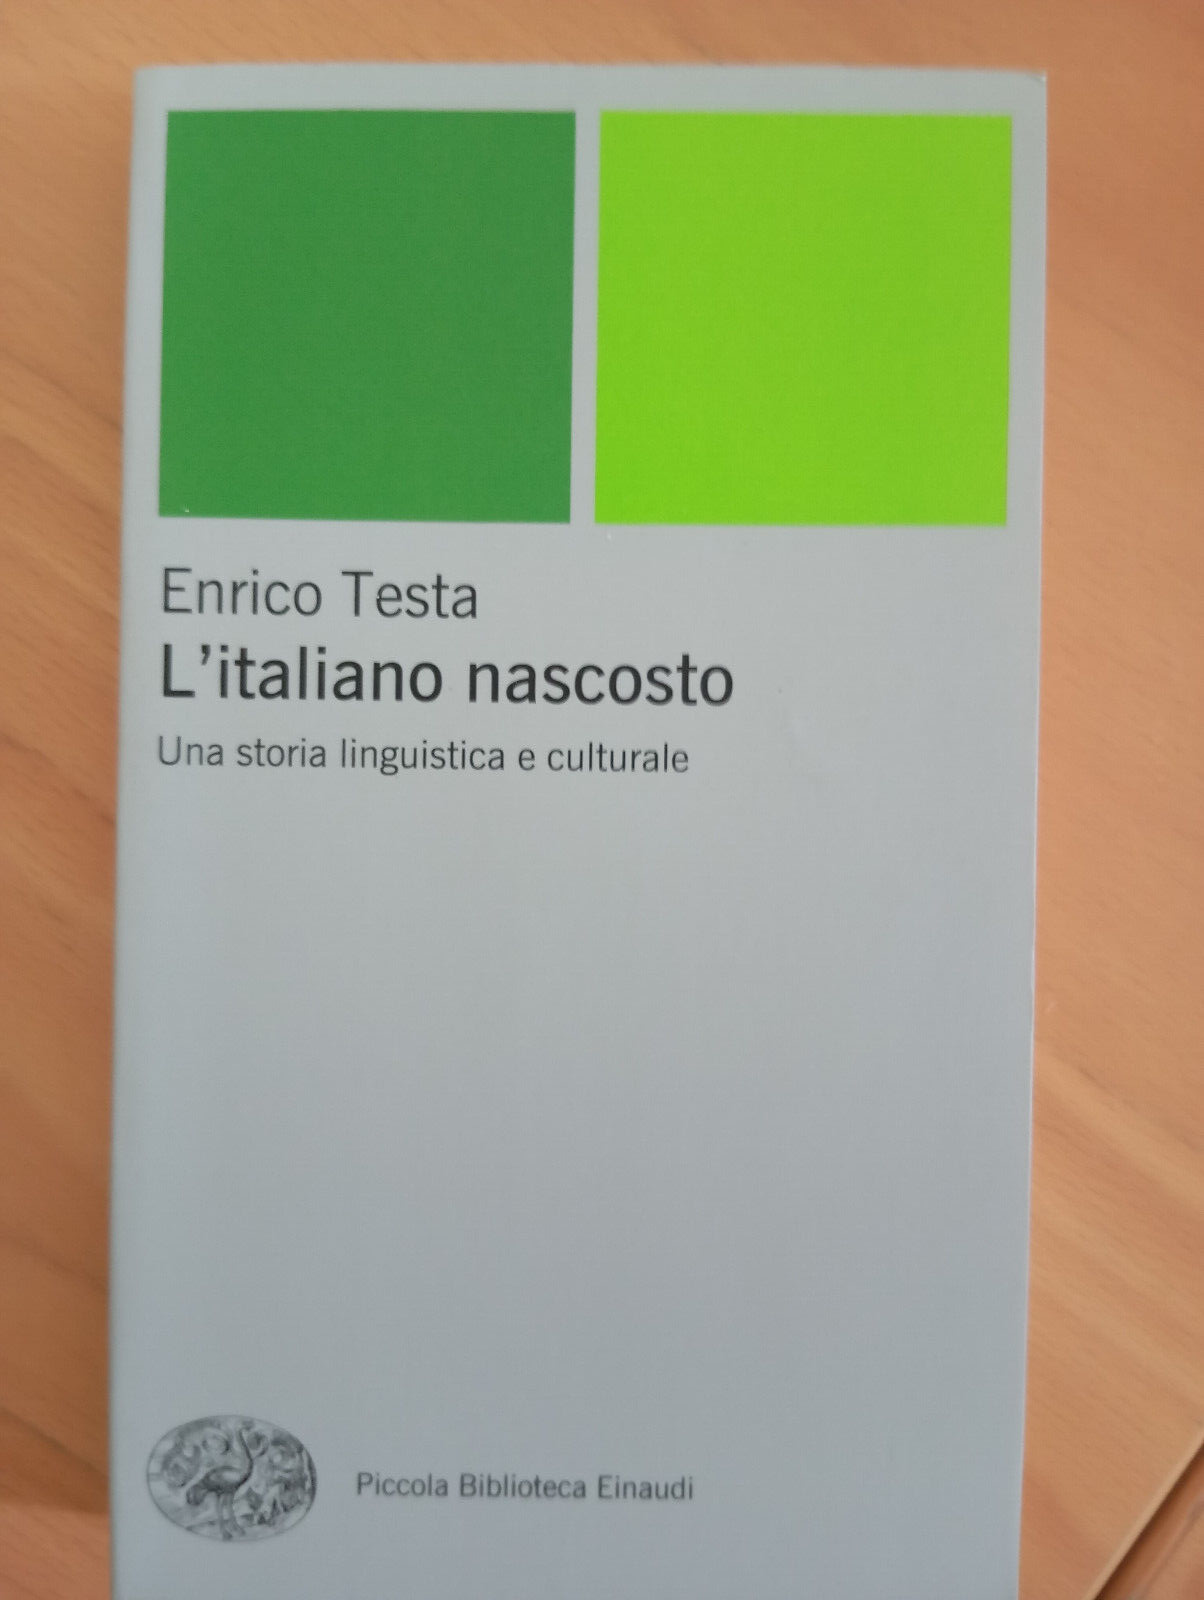 Enrico Testa
L'italiano nascosto
Una storia linguistica e culturale
Piccola Biblioteca Einaudi